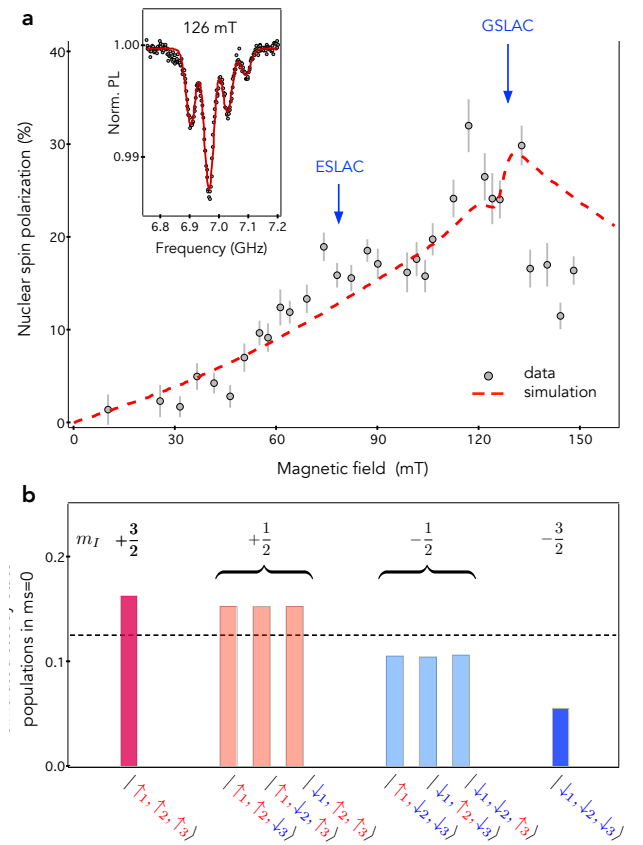 a
GSLAC
126 mT
ESLAC
Norm. PL
1.00
0.99
6.8 6.9 7.0 7.1 7.2
Frequency (GHz)
Nuclear spin polarization (%)
40
30
20
10
0
data
simulation
0 30 60 90 120 150
Magnetic field (mT)
b
m_I +3/2 +1/2 −1/2 −3/2
populations in ms=0
0.2
0.1
0.0
|↑1, ↑2, ↑3⟩
|↑1, ↑2, ↓3⟩
|↑1, ↓2, ↑3⟩
|↓1, ↑2, ↑3⟩
|↑1, ↓2, ↓3⟩
|↓1, ↑2, ↓3⟩
|↓1, ↓2, ↑3⟩
|↓1, ↓2, ↓3⟩